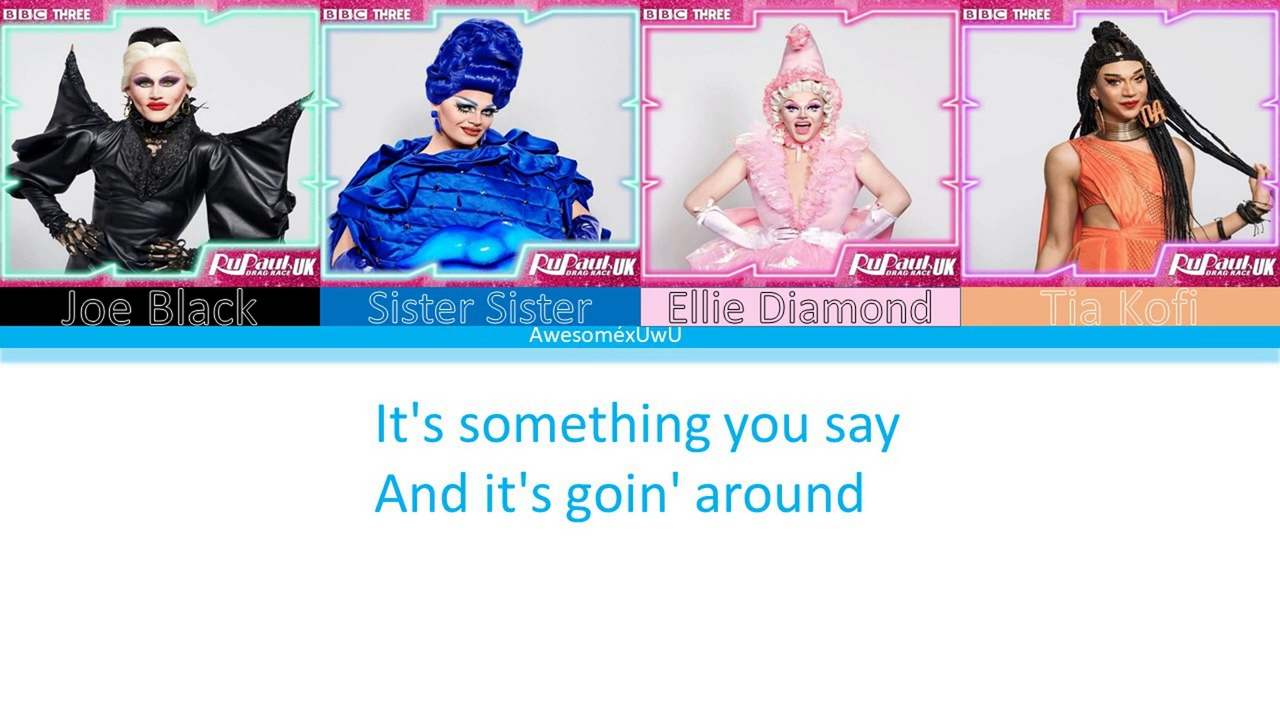 BBC THREE
BBC THREE
BBC THREE
BBC THREE
TIA
RuPaul's DRAG RACE UK
RuPaul's DRAG RACE UK
RuPaul's DRAG RACE UK
RuPaul's DRAG RACE UK
Joe Black
Sister Sister
Ellie Diamond
Tia Kofi
AwesoméxUwU
It's something you say
And it's goin' around